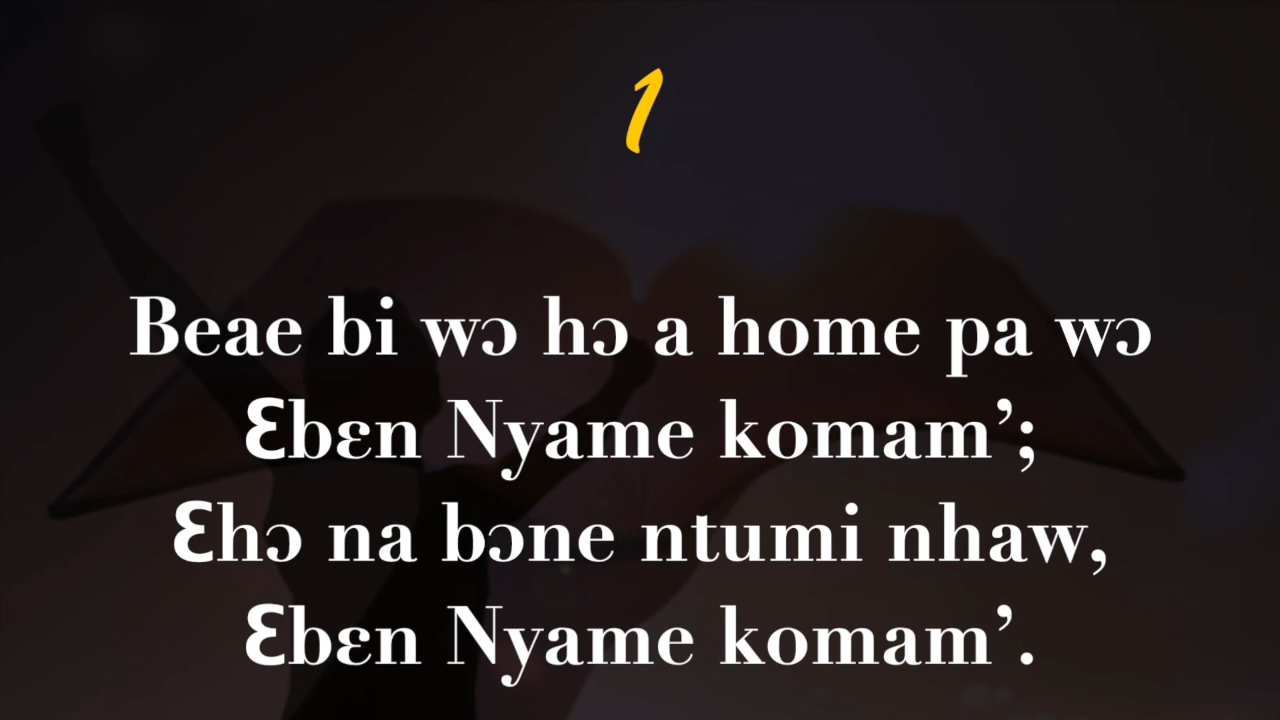 1
Beae bi wɔ hɔ a home pa wɔ
Ɛbɛn Nyame komam’;
Ɛhɔ na bɔne ntumi nhaw,
Ɛbɛn Nyame komam’.